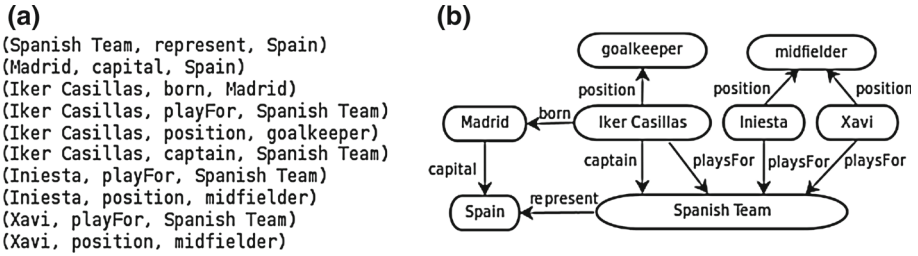 (a)
(Spanish Team, represent, Spain)
(Madrid, capital, Spain)
(Iker Casillas, born, Madrid)
(Iker Casillas, playFor, Spanish Team)
(Iker Casillas, position, goalkeeper)
(Iker Casillas, captain, Spanish Team)
(Iniesta, playFor, Spanish Team)
(Iniesta, position, midfielder)
(Xavi, playFor, Spanish Team)
(Xavi, position, midfielder)
(b)
goalkeeper
midfielder
position
position
position
Madrid
born
Iker Casillas
Iniesta
Xavi
capital
captain
playsFor
playsFor
playsFor
Spain
represent
Spanish Team